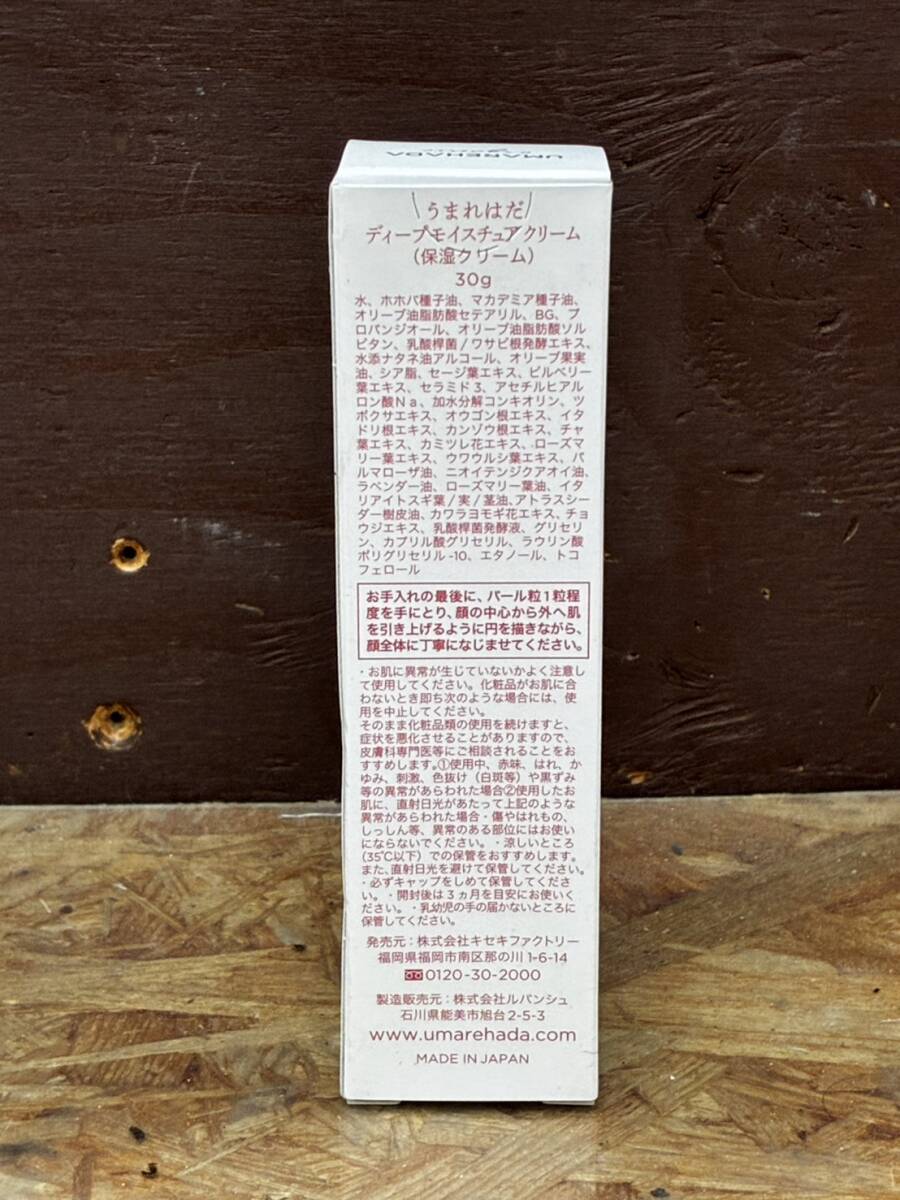 UMAREHADA
うまれはだ
ディープモイスチュアクリーム
(保湿クリーム)
30g
水、ホホバ種子油、マカデミア種子油、
オリーブ油脂肪酸セテアリル、BG、プ
ロパンジオール、オリーブ油脂肪酸ソル
ビタン、乳酸桿菌/ワサビ根発酵エキス、
水添ナタネ油アルコール、オリーブ果実
油、シア脂、セージ葉エキス、ビルベリー
葉エキス、セラミド3、アセチルヒアル
ロン酸Na、加水分解コンキオリン、ツ
ボクサエキス、オウゴン根エキス、イタ
ドリ根エキス、カンゾウ根エキス、チャ
葉エキス、カミツレ花エキス、ローズマ
リー葉エキス、ウワウルシ葉エキス、パ
ルマローザ油、ニオイテンジクアオイ油、
ラベンダー油、ローズマリー葉油、イタ
リアイトスギ葉/実/茎油、アトラスシー
ダー樹皮油、カワラヨモギ花エキス、チョ
ウジエキス、乳酸桿菌発酵液、グリセリ
ン、カプリル酸グリセリル、ラウリン酸
ポリグリセリル-10、エタノール、トコ
フェロール
お手入れの最後に、パール粒1粒程
度を手にとり、顔の中心から外へ肌
を引き上げるように円を描きながら、
顔全体に丁寧になじませてください。
・お肌に異常が生じていないかよく注意し
て使用してください。化粧品がお肌に合
わないとき即ち次のような場合には、使
用を中止してください。
そのまま化粧品類の使用を続けますと、
症状を悪化させることがありますので、
皮膚科専門医等にご相談されることをお
すすめします。①使用中、赤味、はれ、か
ゆみ、刺激、色抜け(白斑等)や黒ずみ
等の異常があらわれた場合②使用したお
肌に、直射日光があたって上記のような
異常があらわれた場合・傷やはれもの、
しっしん等、異常のある部位にはお使い
にならないでください。・涼しいところ
(35℃以下)での保管をおすすめします。
また、直射日光を避けて保管してください。
・必ずキャップをしめて保管してくださ
い。・開封後は3ヵ月を目安にお使いく
ださい。・乳幼児の手の届かないところに
保管してください。
発売元：株式会社キセキファクトリー
福岡県福岡市南区那の川1-6-14
0120-30-2000
製造販売元：株式会社ルバンシュ
石川県能美市旭台2-5-3
www.umarehada.com
MADE IN JAPAN